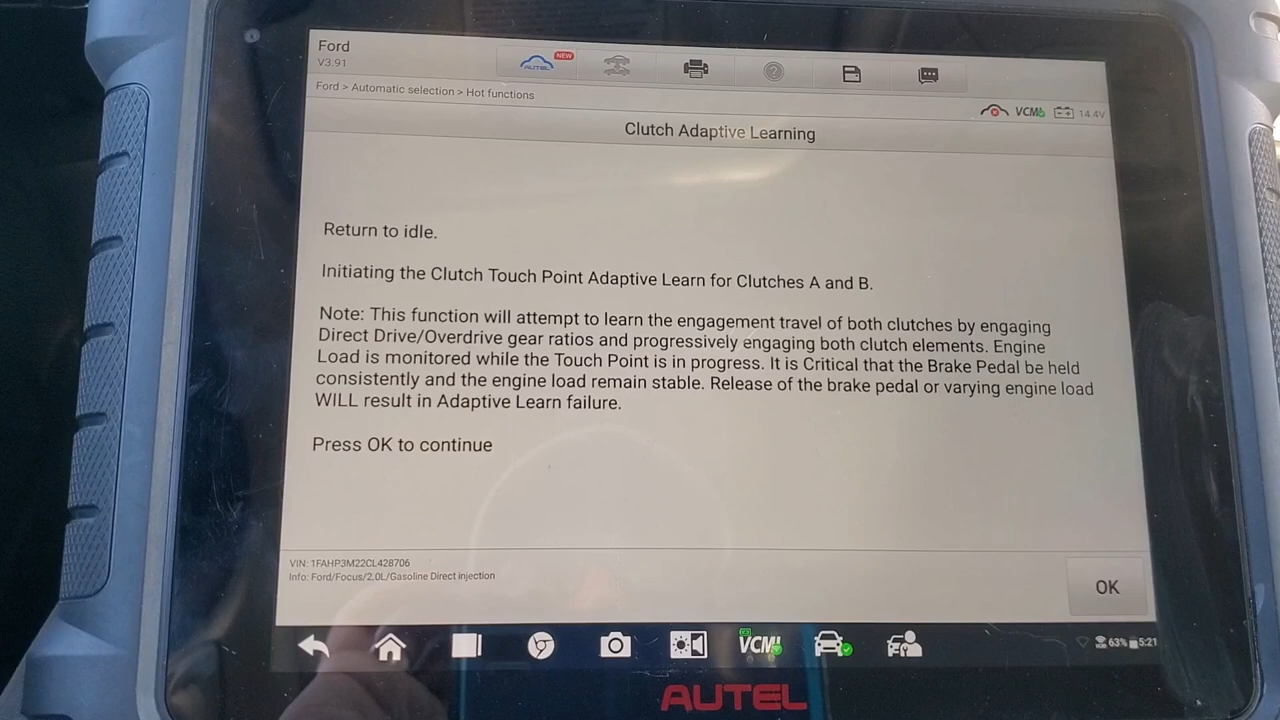 Ford
V3.91
AUTEL
NEW
Ford > Automatic selection > Hot functions
VCMI
14.4V
Clutch Adaptive Learning
Return to idle.
Initiating the Clutch Touch Point Adaptive Learn for Clutches A and B.
Note: This function will attempt to learn the engagement travel of both clutches by engaging
Direct Drive/Overdrive gear ratios and progressively engaging both clutch elements. Engine
Load is monitored while the Touch Point is in progress. It is Critical that the Brake Pedal be held
consistently and the engine load remain stable. Release of the brake pedal or varying engine load
WILL result in Adaptive Learn failure.
Press OK to continue
VIN: 1FAHP3M22CL428706
Info: Ford/Focus/2.0L/Gasoline Direct injection
OK
VCMI
63%
5:21
AUTEL